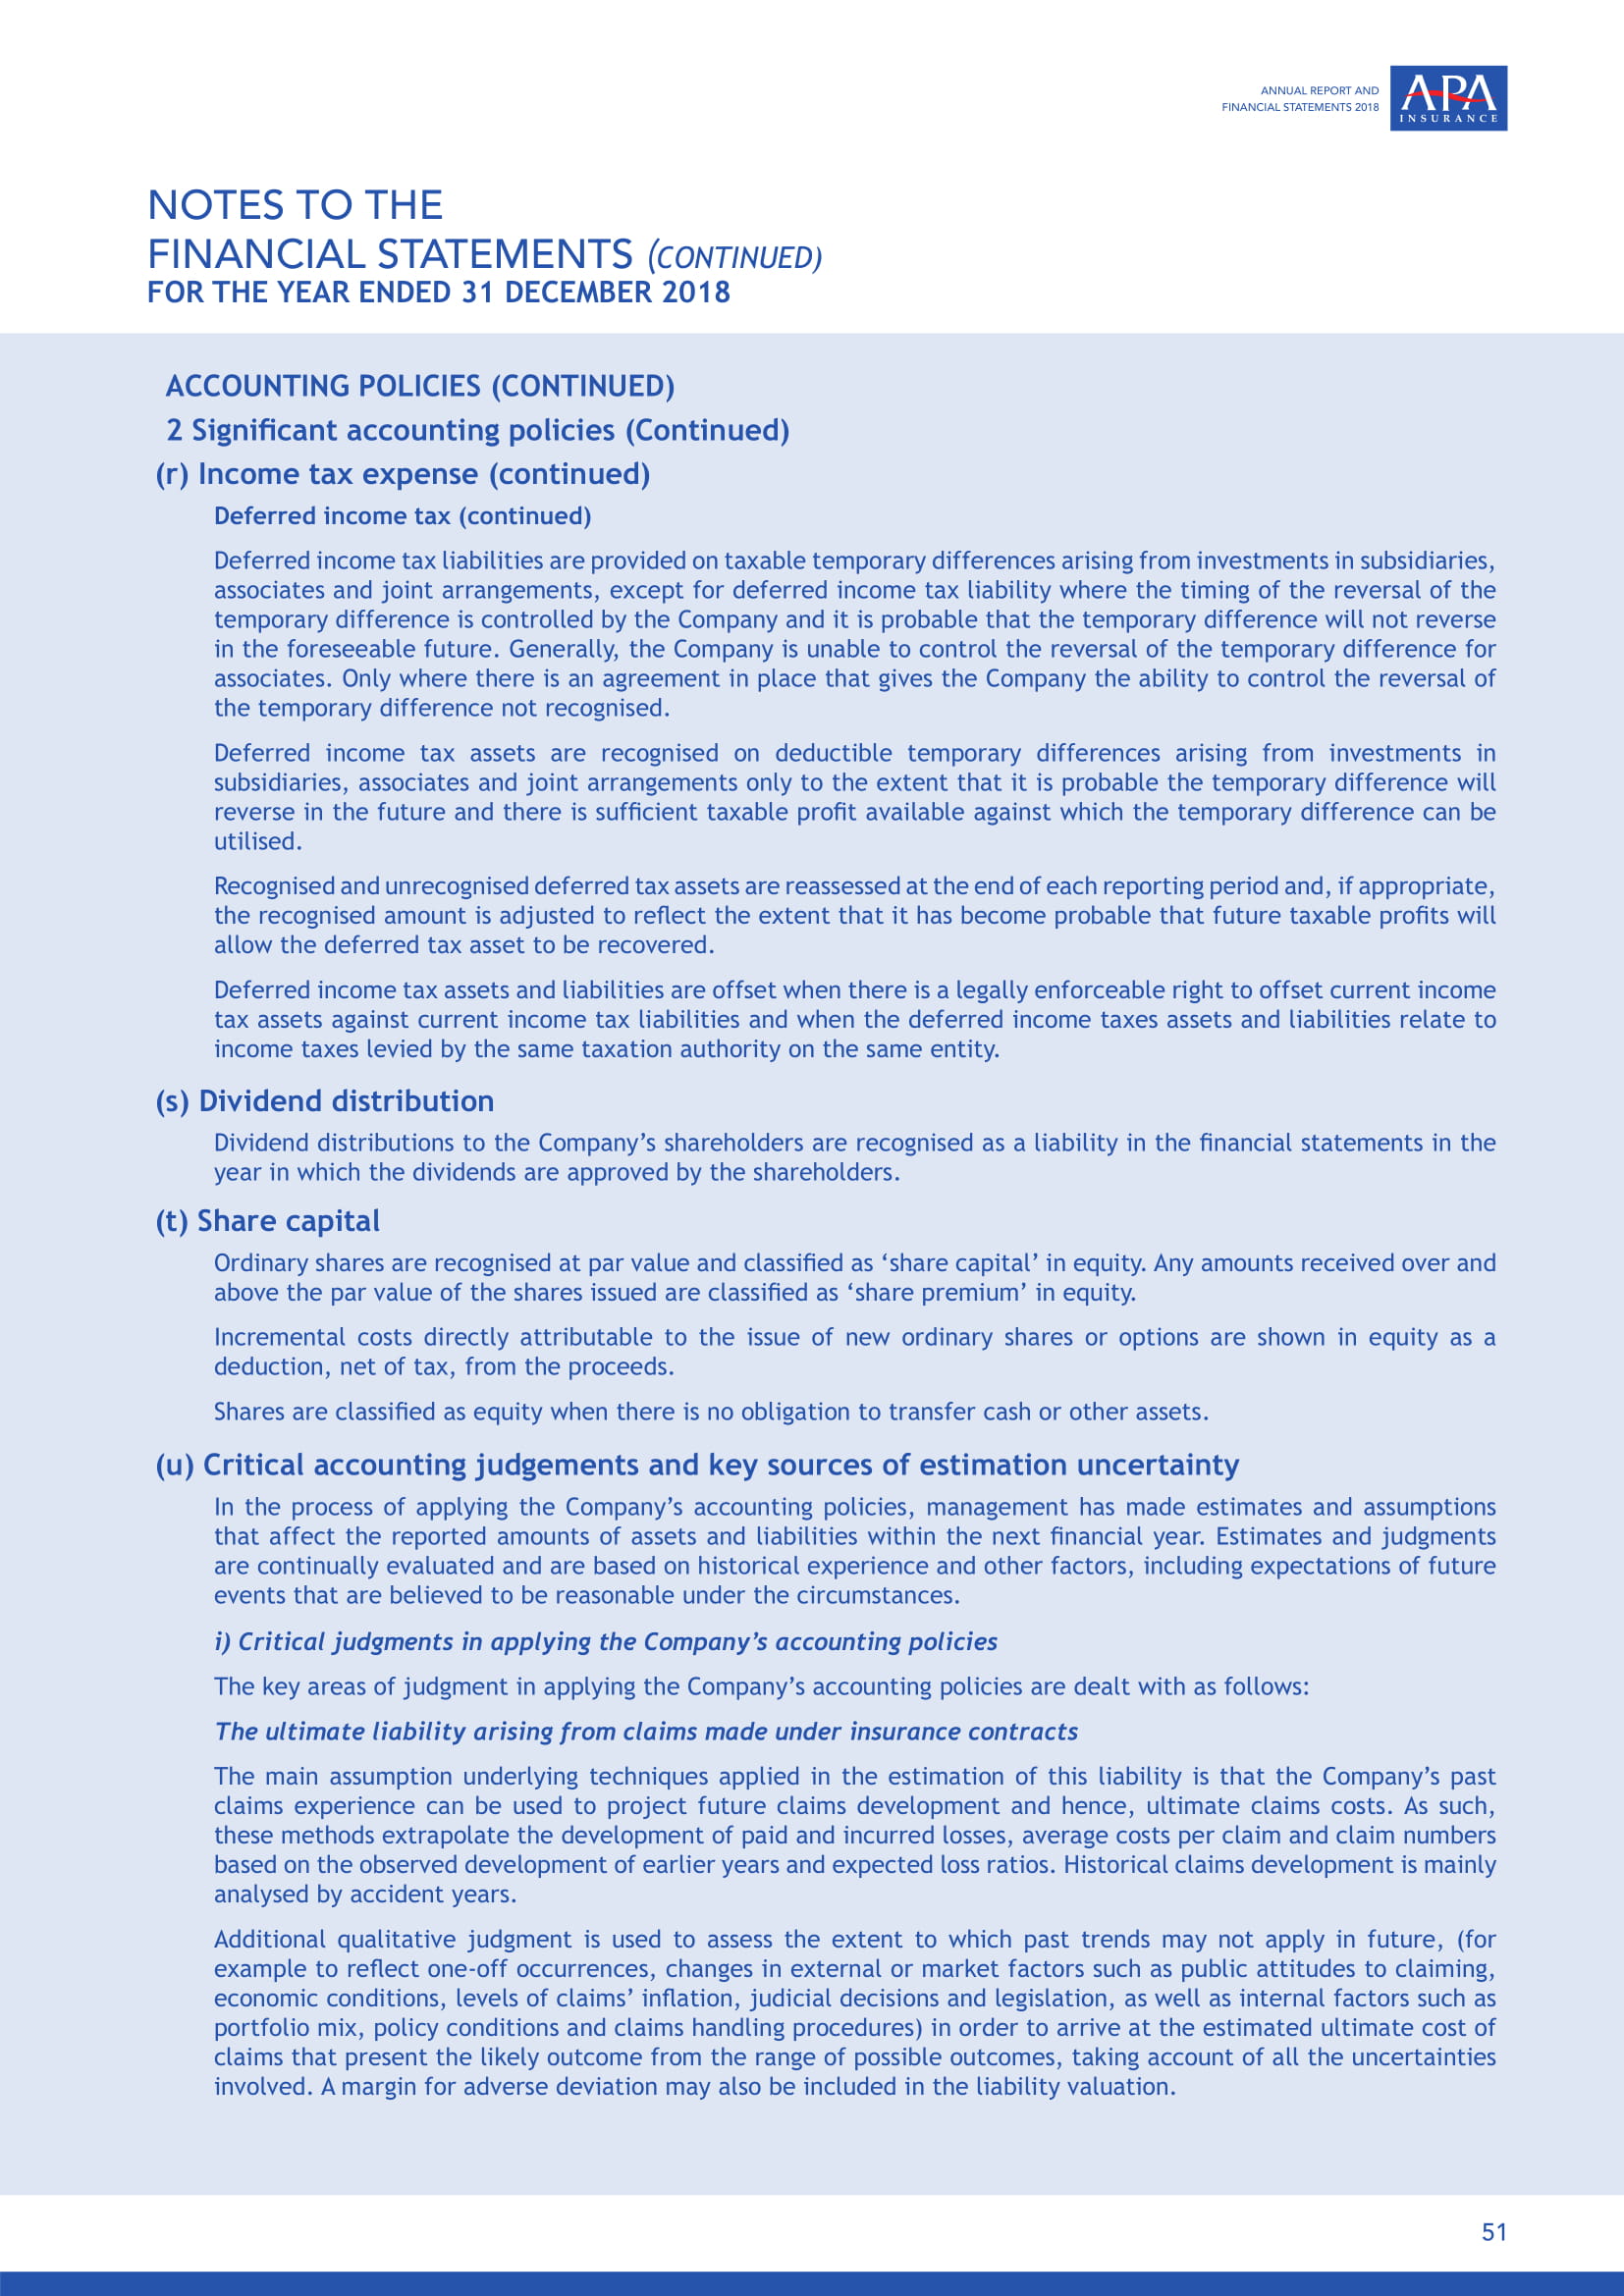 ANNUAL REPORT AND
FINANCIAL STATEMENTS 2018
APA
INSURANCE
NOTES TO THE
FINANCIAL STATEMENTS (CONTINUED)
FOR THE YEAR ENDED 31 DECEMBER 2018
ACCOUNTING POLICIES (CONTINUED)
2 Significant accounting policies (Continued)
(r) Income tax expense (continued)
Deferred income tax (continued)
Deferred income tax liabilities are provided on taxable temporary differences arising from investments in subsidiaries,
associates and joint arrangements, except for deferred income tax liability where the timing of the reversal of the
temporary difference is controlled by the Company and it is probable that the temporary difference will not reverse
in the foreseeable future. Generally, the Company is unable to control the reversal of the temporary difference for
associates. Only where there is an agreement in place that gives the Company the ability to control the reversal of
the temporary difference not recognised.
Deferred income tax assets are recognised on deductible temporary differences arising from investments in
subsidiaries, associates and joint arrangements only to the extent that it is probable the temporary difference will
reverse in the future and there is sufficient taxable profit available against which the temporary difference can be
utilised.
Recognised and unrecognised deferred tax assets are reassessed at the end of each reporting period and, if appropriate,
the recognised amount is adjusted to reflect the extent that it has become probable that future taxable profits will
allow the deferred tax asset to be recovered.
Deferred income tax assets and liabilities are offset when there is a legally enforceable right to offset current income
tax assets against current income tax liabilities and when the deferred income taxes assets and liabilities relate to
income taxes levied by the same taxation authority on the same entity.
(s) Dividend distribution
Dividend distributions to the Company’s shareholders are recognised as a liability in the financial statements in the
year in which the dividends are approved by the shareholders.
(t) Share capital
Ordinary shares are recognised at par value and classified as ‘share capital’ in equity. Any amounts received over and
above the par value of the shares issued are classified as ‘share premium’ in equity.
Incremental costs directly attributable to the issue of new ordinary shares or options are shown in equity as a
deduction, net of tax, from the proceeds.
Shares are classified as equity when there is no obligation to transfer cash or other assets.
(u) Critical accounting judgements and key sources of estimation uncertainty
In the process of applying the Company’s accounting policies, management has made estimates and assumptions
that affect the reported amounts of assets and liabilities within the next financial year. Estimates and judgments
are continually evaluated and are based on historical experience and other factors, including expectations of future
events that are believed to be reasonable under the circumstances.
i) Critical judgments in applying the Company’s accounting policies
The key areas of judgment in applying the Company’s accounting policies are dealt with as follows:
The ultimate liability arising from claims made under insurance contracts
The main assumption underlying techniques applied in the estimation of this liability is that the Company’s past
claims experience can be used to project future claims development and hence, ultimate claims costs. As such,
these methods extrapolate the development of paid and incurred losses, average costs per claim and claim numbers
based on the observed development of earlier years and expected loss ratios. Historical claims development is mainly
analysed by accident years.
Additional qualitative judgment is used to assess the extent to which past trends may not apply in future, (for
example to reflect one-off occurrences, changes in external or market factors such as public attitudes to claiming,
economic conditions, levels of claims’ inflation, judicial decisions and legislation, as well as internal factors such as
portfolio mix, policy conditions and claims handling procedures) in order to arrive at the estimated ultimate cost of
claims that present the likely outcome from the range of possible outcomes, taking account of all the uncertainties
involved. A margin for adverse deviation may also be included in the liability valuation.
51